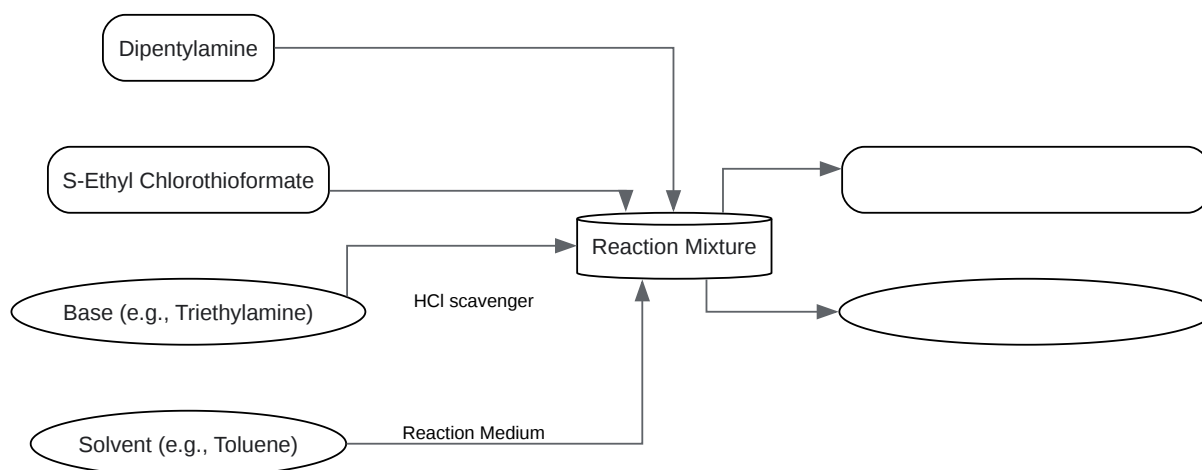 Dipentylamine
S-Ethyl Chlorothioformate
Reaction Mixture
Base (e.g., Triethylamine)
HCl scavenger
Solvent (e.g., Toluene)
Reaction Medium